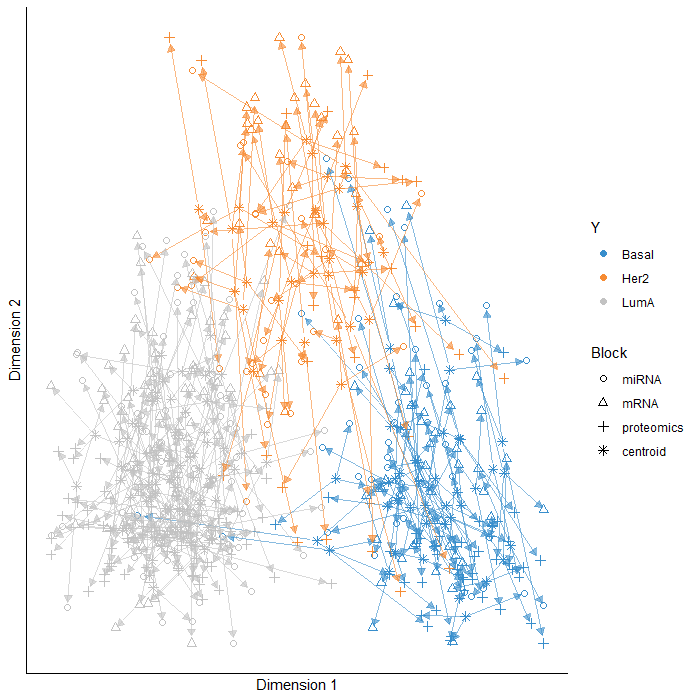 Dimension 2
Dimension 1
Y
Basal
Her2
LumA
Block
miRNA
mRNA
proteomics
centroid